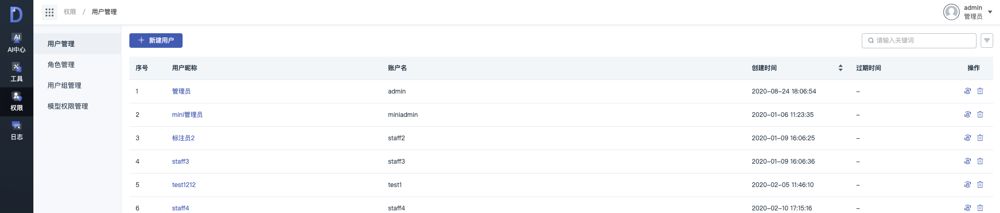 D
权限 / 用户管理
admin
管理员
AI
AI中心
工具
权限
日志
用户管理
角色管理
用户组管理
模型权限管理
+ 新建用户
请输入关键词
序号 用户昵称 账户名 创建时间 过期时间 操作
1 管理员 admin 2020-08-24 18:06:54 -
2 mini管理员 miniadmin 2020-01-06 11:23:35 -
3 标注员2 staff2 2020-01-09 16:06:25 -
4 staff3 staff3 2020-01-09 16:06:36 -
5 test1212 test1 2020-02-05 11:46:10 -
6 staff4 staff4 2020-02-10 17:15:16 -